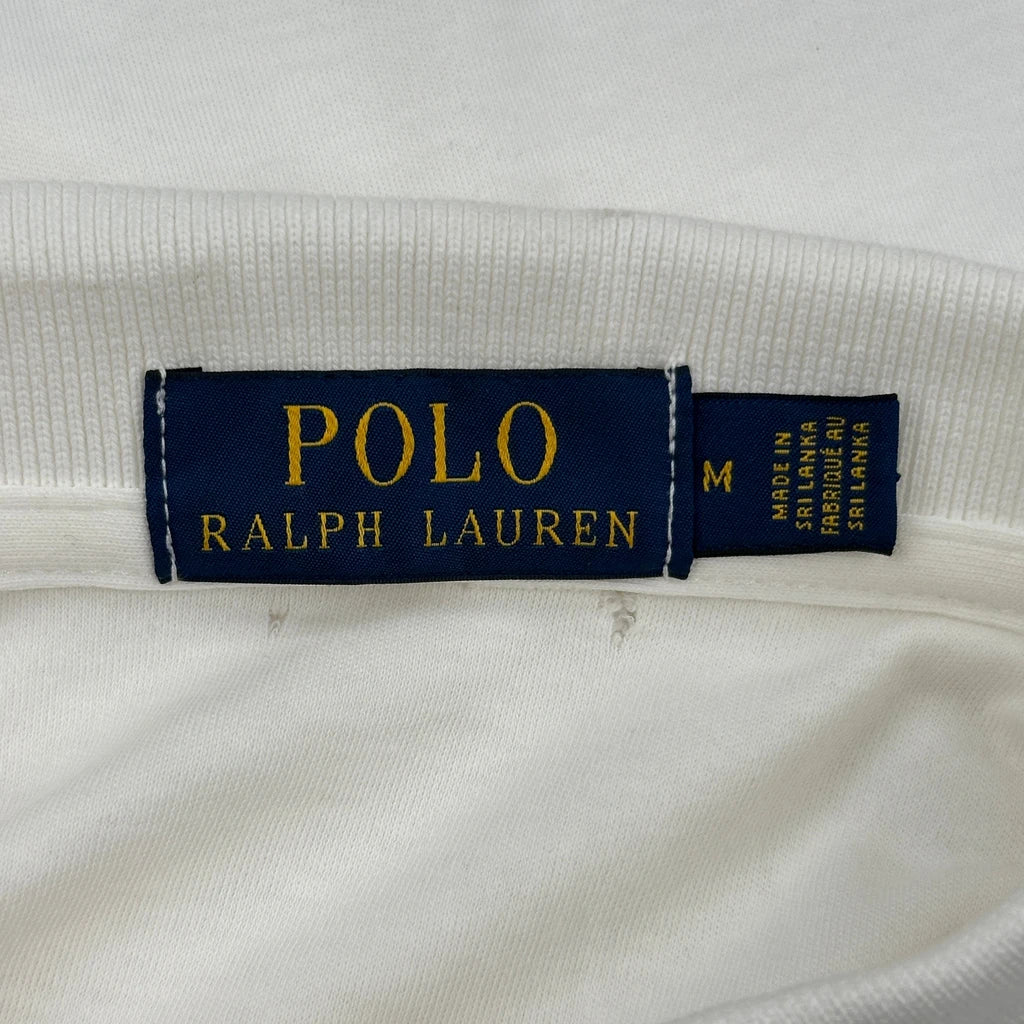 POLO
RALPH LAUREN
M
MADE IN
SRI LANKA
FABRIQUÉ AU
SRI LANKA